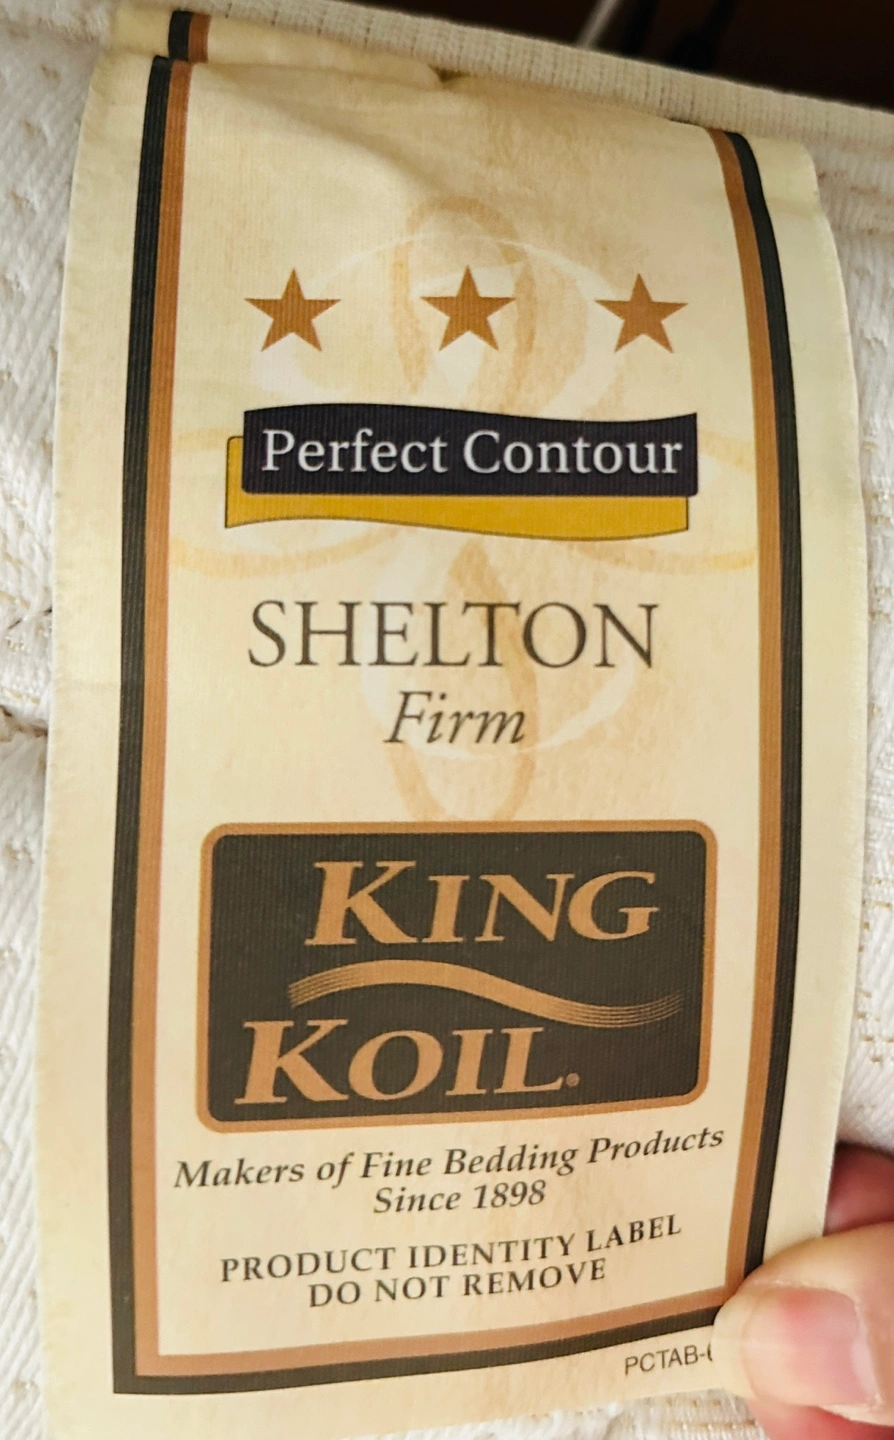 Perfect Contour
SHELTON
Firm
KING
KOIL.
Makers of Fine Bedding Products
Since 1898
PRODUCT IDENTITY LABEL
DO NOT REMOVE